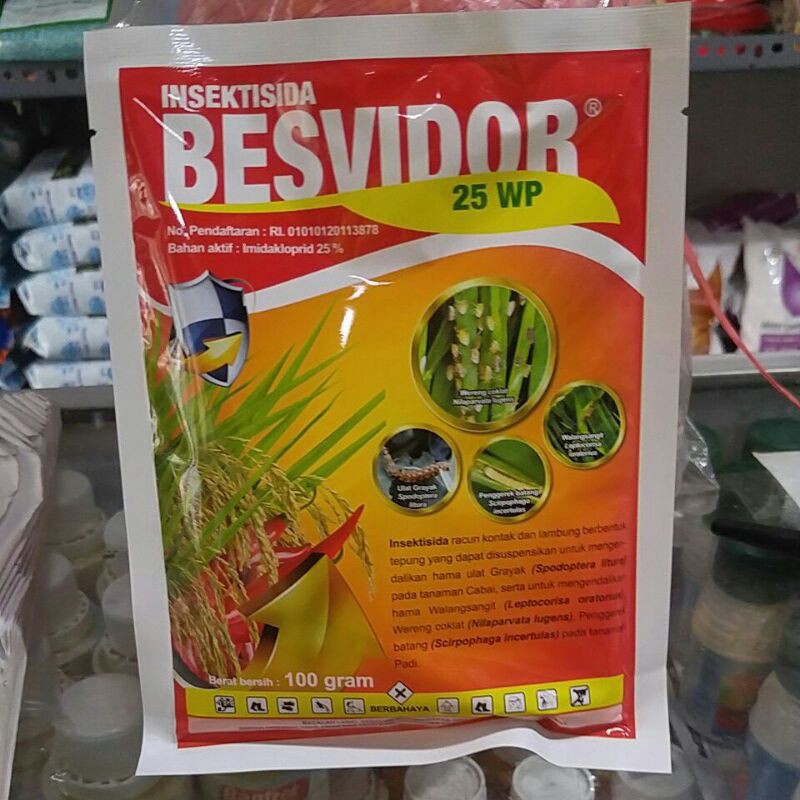 INSEKTISIDA
BESVIDOR®
25 WP
No. Pendaftaran : RI. 01010120113878
Bahan aktif : Imidakloprid 25%
Wereng coklat
Nilaparvata lugens
Walangsangit
Leptocorisa
oratorius
Ulat Grayak
Spodoptera
litura
Penggerek batang
Scirpophaga
incertulas
Insektisida racun kontak dan lambung berbentuk
tepung yang dapat disuspensikan untuk mengen-
dalikan hama ulat Grayak (Spodoptera litura)
pada tanaman Cabai, serta untuk mengendalikan
hama Walangsangit (Leptocorisa oratorius),
Wereng coklat (Nilaparvata lugens), Penggerek
batang (Scirpophaga incertulas) pada tanaman
Padi.
Berat bersih : 100 gram
BERBAHAYA